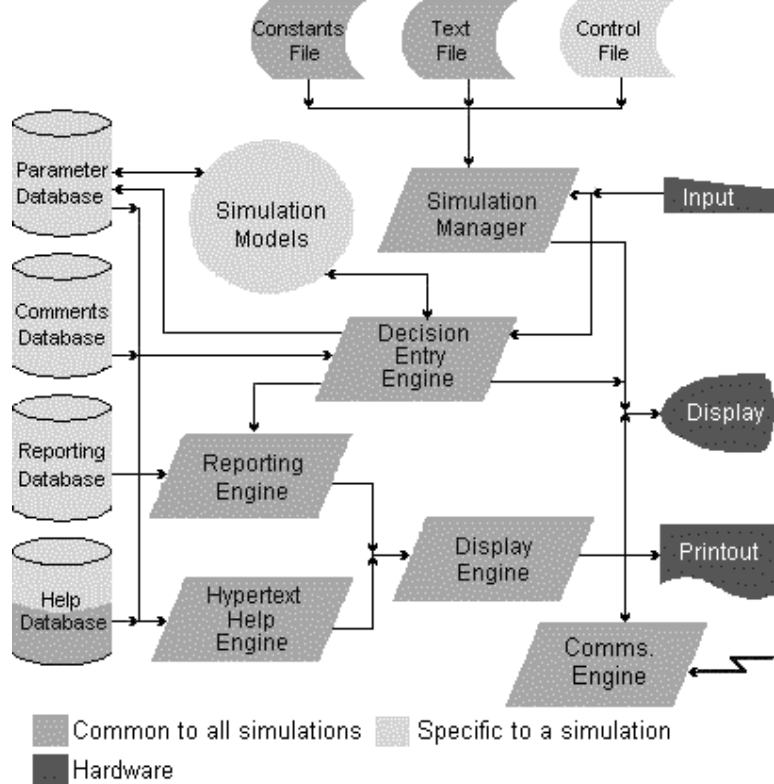 Constants
File
Text
File
Control
File
Parameter
Database
Simulation
Models
Simulation
Manager
Input
Comments
Database
Decision
Entry
Engine
Display
Reporting
Database
Reporting
Engine
Display
Engine
Printout
Help
Database
Hypertext
Help
Engine
Comms.
Engine
Common to all simulations
Specific to a simulation
Hardware